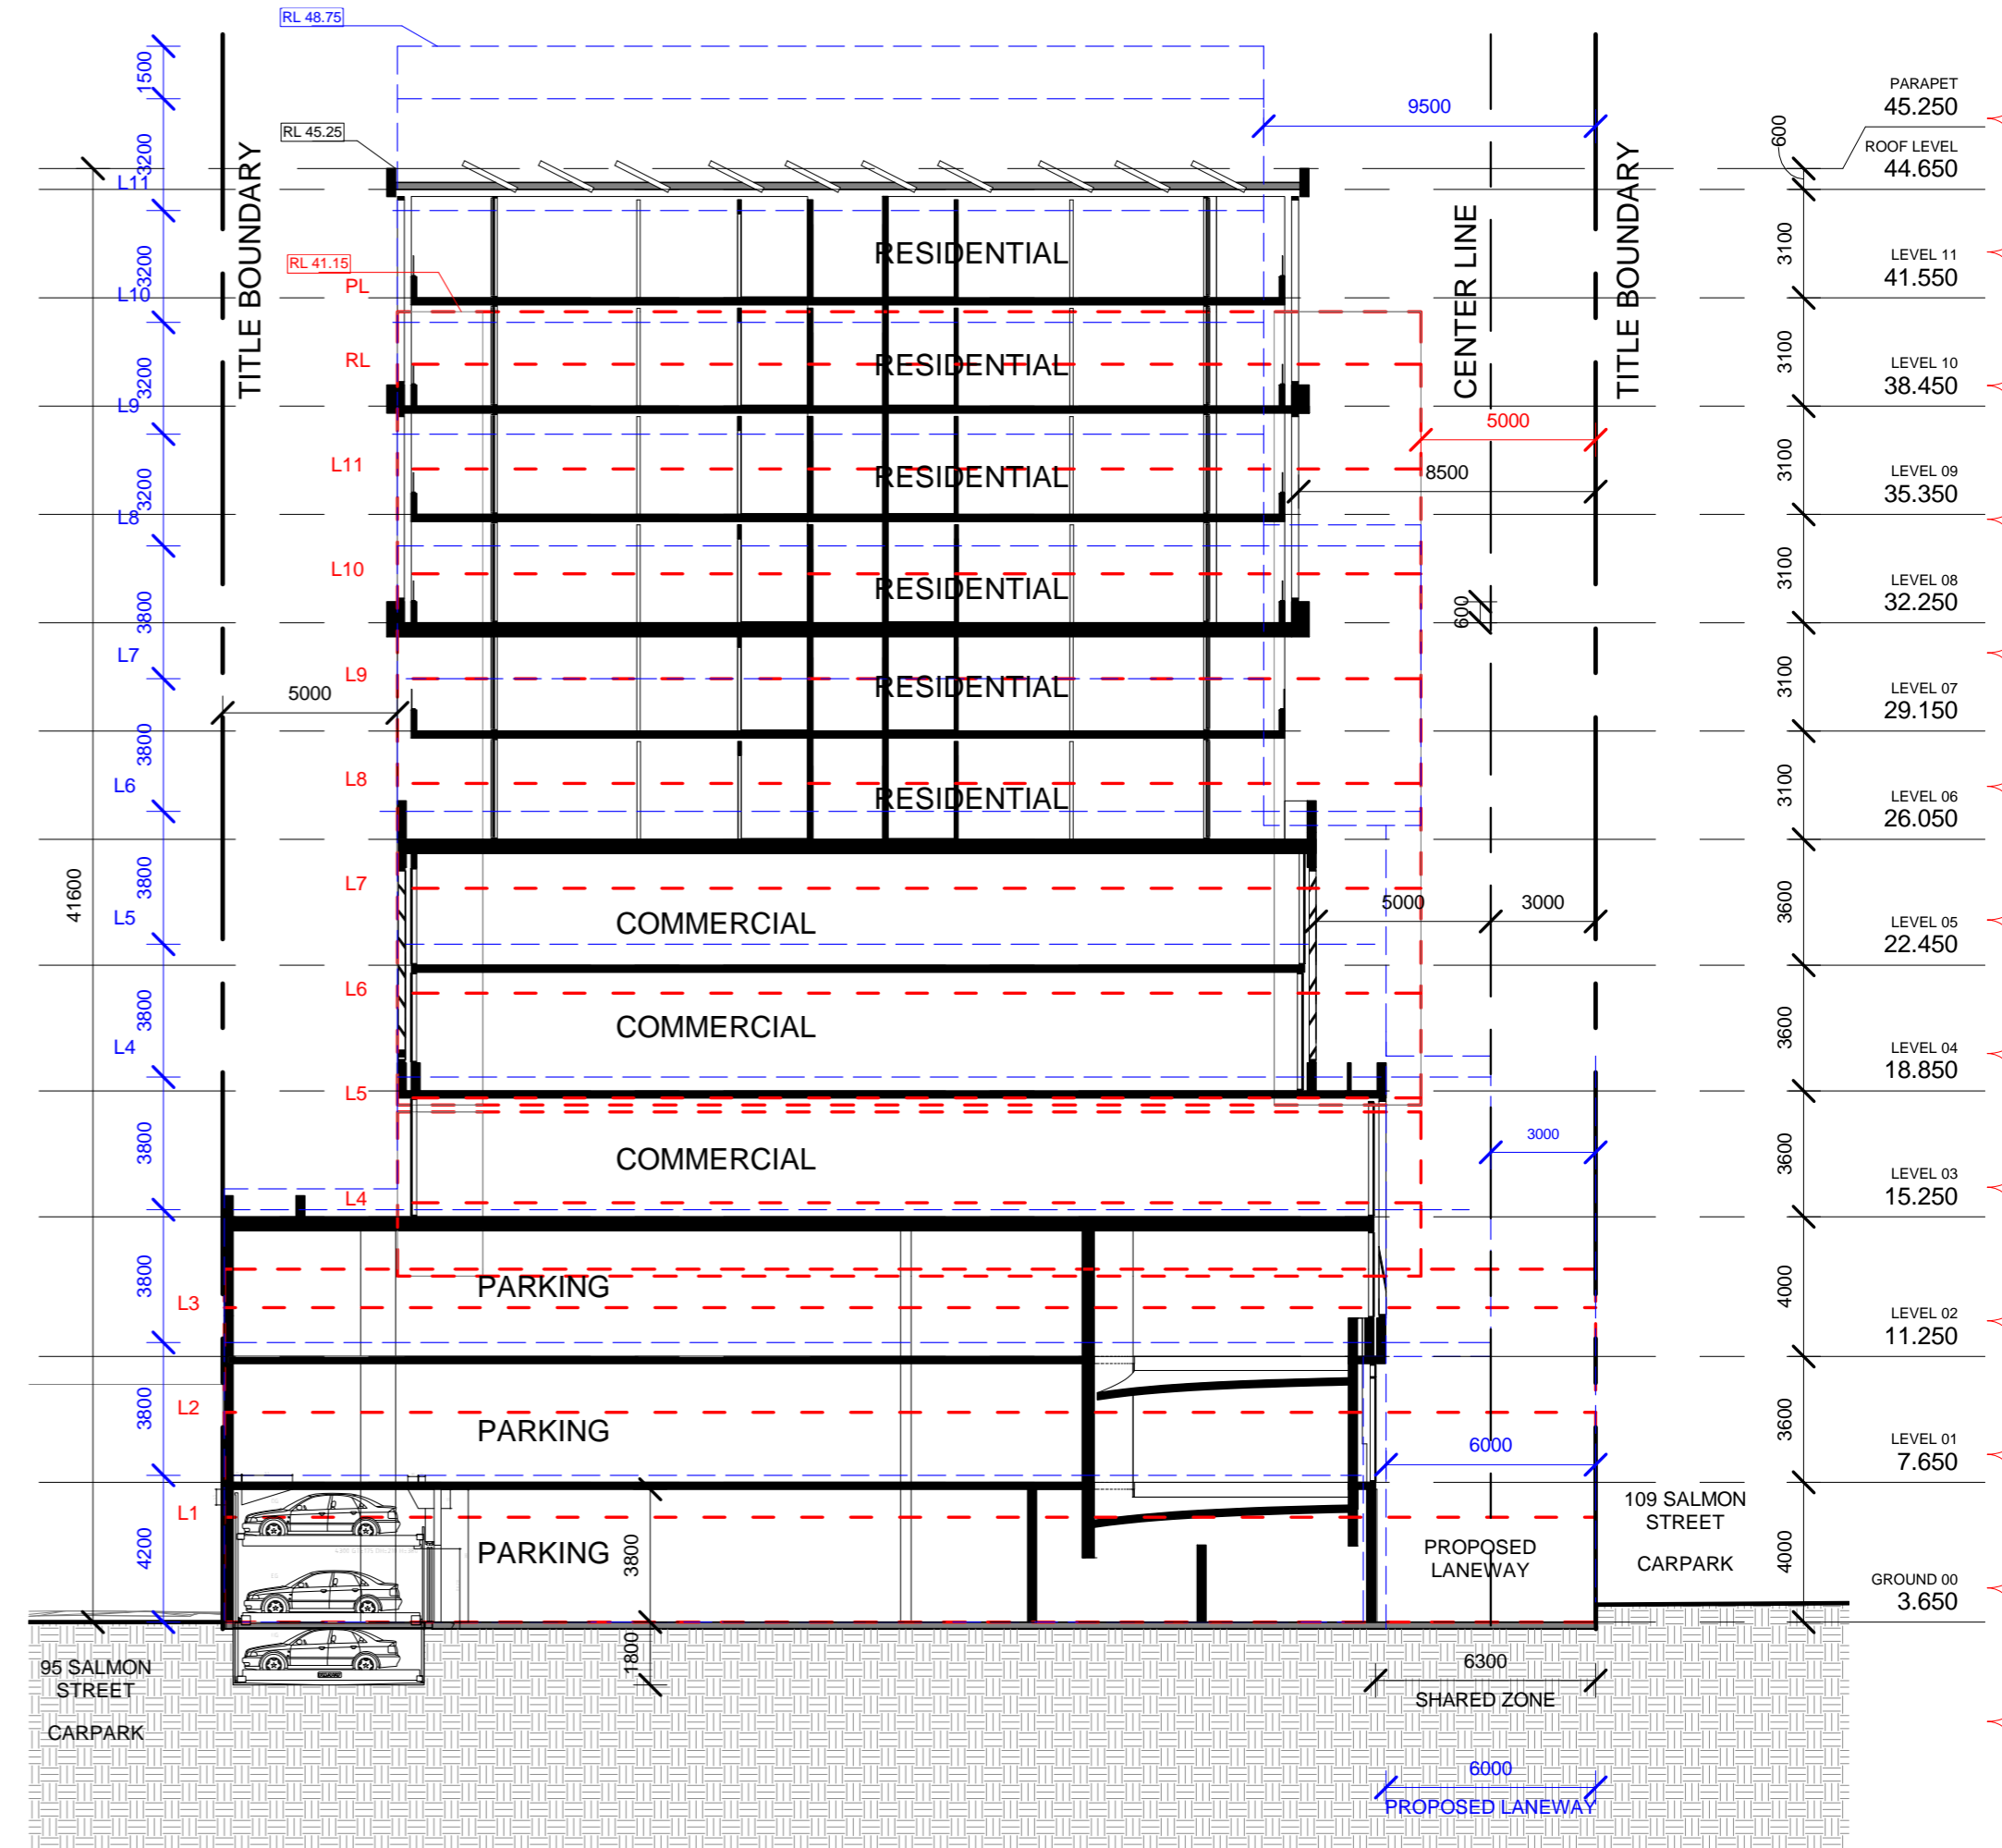 RL 48.75
1500
3200
L11
3200
L10
3200
L9
3200
L8
3800
L7
3800
L6
3800
L5
3800
L4
3800
3800
3800
4200
41600
TITLE BOUNDARY
RL 45.25
RL 41.15
PL
RL
L11
L10
L9
L8
L7
L6
L5
L4
L3
L2
L1
5000
RESIDENTIAL
RESIDENTIAL
RESIDENTIAL
RESIDENTIAL
RESIDENTIAL
RESIDENTIAL
COMMERCIAL
COMMERCIAL
COMMERCIAL
PARKING
PARKING
PARKING
3800
1800
9500
CENTER LINE
TITLE BOUNDARY
5000
8500
600
5000
3000
3000
6000
PROPOSED
LANEWAY
6300
SHARED ZONE
6000
PROPOSED LANEWAY
109 SALMON
STREET
CARPARK
95 SALMON
STREET
CARPARK
600
3100
3100
3100
3100
3100
3100
3600
3600
3600
4000
3600
4000
PARAPET
45.250
ROOF LEVEL
44.650
LEVEL 11
41.550
LEVEL 10
38.450
LEVEL 09
35.350
LEVEL 08
32.250
LEVEL 07
29.150
LEVEL 06
26.050
LEVEL 05
22.450
LEVEL 04
18.850
LEVEL 03
15.250
LEVEL 02
11.250
LEVEL 01
7.650
GROUND 00
3.650